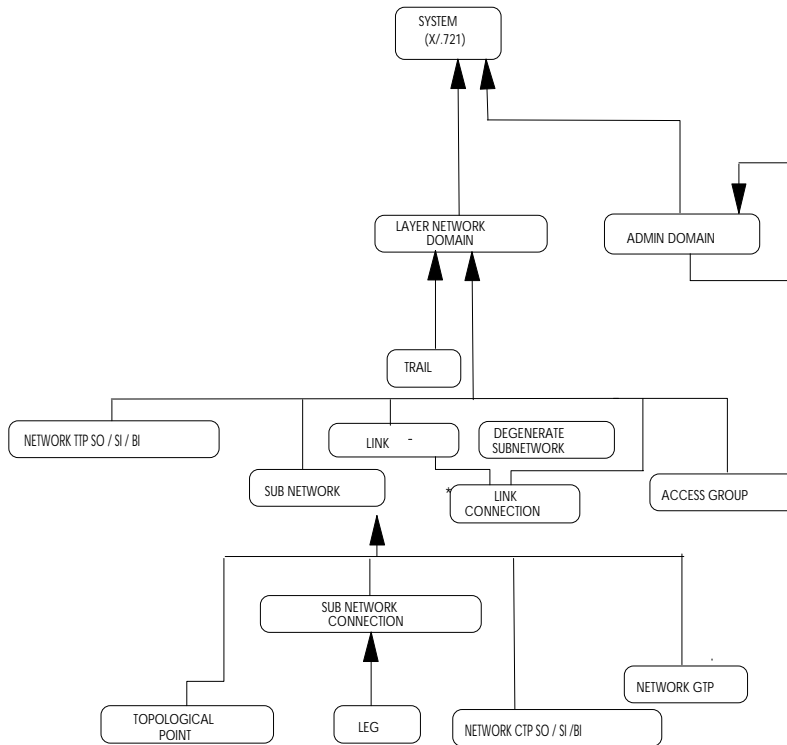 SYSTEM
(X/.721)
LAYER NETWORK
DOMAIN
ADMIN DOMAIN
TRAIL
NETWORK TTP SO / SI / BI
LINK -
DEGENERATE
SUBNETWORK
SUB NETWORK
* LINK
CONNECTION
ACCESS GROUP
SUB NETWORK
CONNECTION
NETWORK GTP
TOPOLOGICAL
POINT
LEG
NETWORK CTP SO / SI /BI